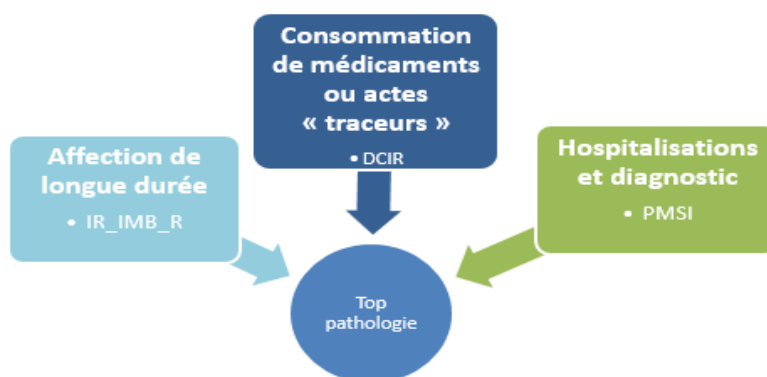 Consommation
de médicaments
ou actes
« traceurs »
• DCIR
Affection de
longue durée
• IR_IMB_R
Hospitalisations
et diagnostic
• PMSI
Top
pathologie